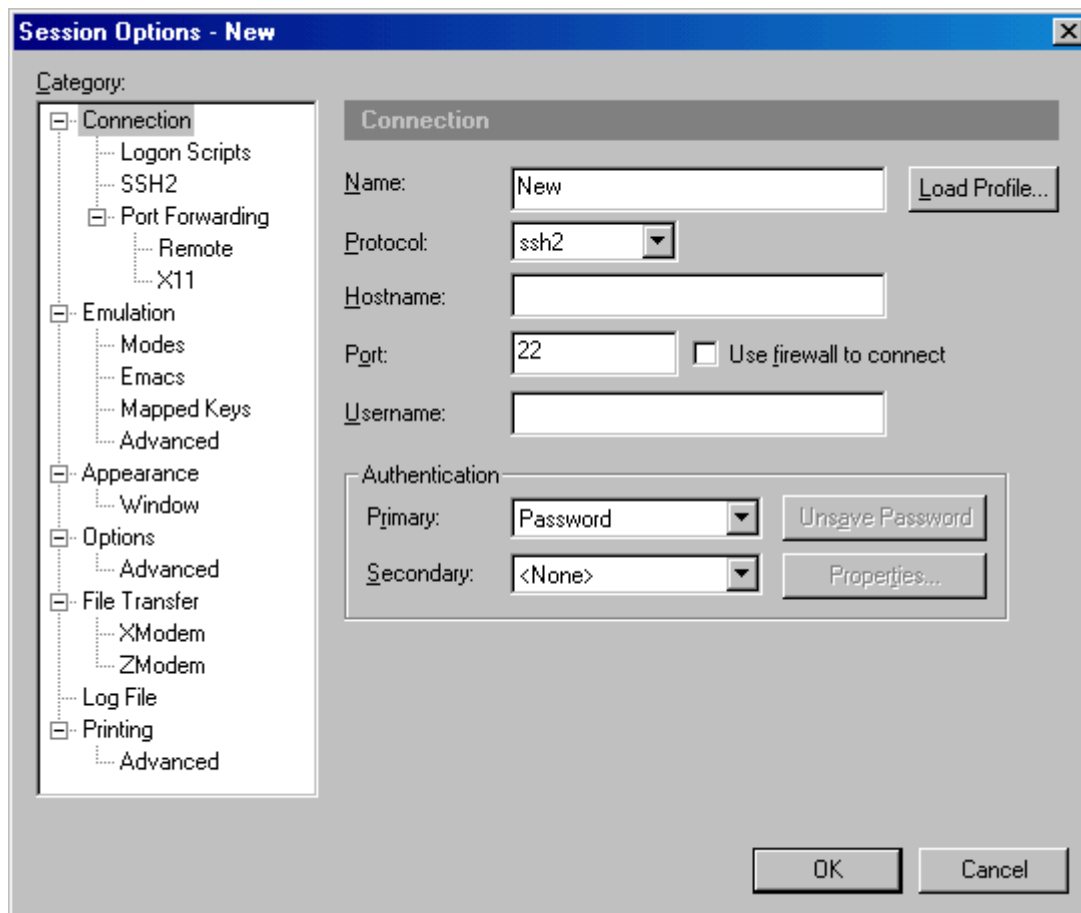 Session Options - New
Category:
Connection
Logon Scripts
SSH2
Port Forwarding
Remote
X11
Emulation
Modes
Emacs
Mapped Keys
Advanced
Appearance
Window
Options
Advanced
File Transfer
XModem
ZModem
Log File
Printing
Advanced
Connection
Name: New Load Profile...
Protocol: ssh2
Hostname:
Port: 22 Use firewall to connect
Username:
Authentication
Primary: Password Unsave Password
Secondary: <None> Properties...
OK Cancel